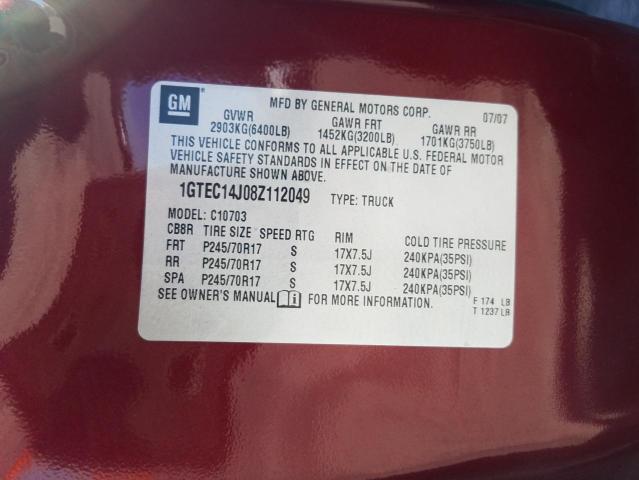 GM
MFD BY GENERAL MOTORS CORP. 07/07
GVWR GAWR FRT GAWR RR
2903KG(6400LB) 1452KG(3200LB) 1701KG(3750LB)
THIS VEHICLE CONFORMS TO ALL APPLICABLE U.S. FEDERAL MOTOR
VEHICLE SAFETY STANDARDS IN EFFECT ON THE DATE OF
MANUFACTURE SHOWN ABOVE.
1GTEC14J08Z112049 TYPE: TRUCK
MODEL: C10703
CB8R TIRE SIZE SPEED RTG RIM COLD TIRE PRESSURE
FRT P245/70R17 S 17X7.5J 240KPA(35PSI)
RR P245/70R17 S 17X7.5J 240KPA(35PSI)
SPA P245/70R17 S 17X7.5J 240KPA(35PSI)
SEE OWNER'S MANUAL FOR MORE INFORMATION.
F 174 LB
T 1237 LB